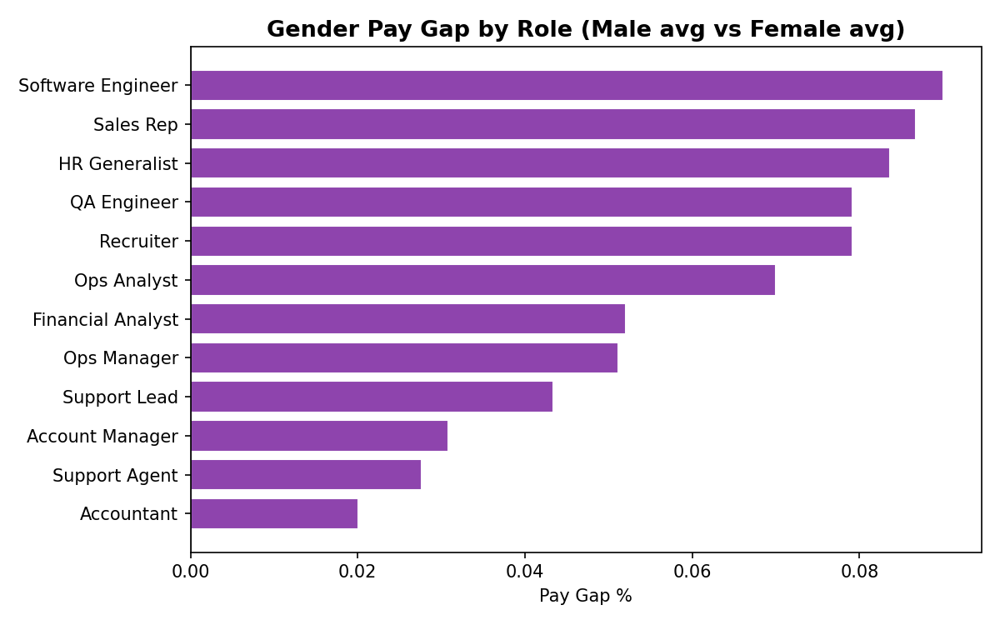 Gender Pay Gap by Role (Male avg vs Female avg)
Software Engineer
Sales Rep
HR Generalist
QA Engineer
Recruiter
Ops Analyst
Financial Analyst
Ops Manager
Support Lead
Account Manager
Support Agent
Accountant
0.00 0.02 0.04 0.06 0.08
Pay Gap %